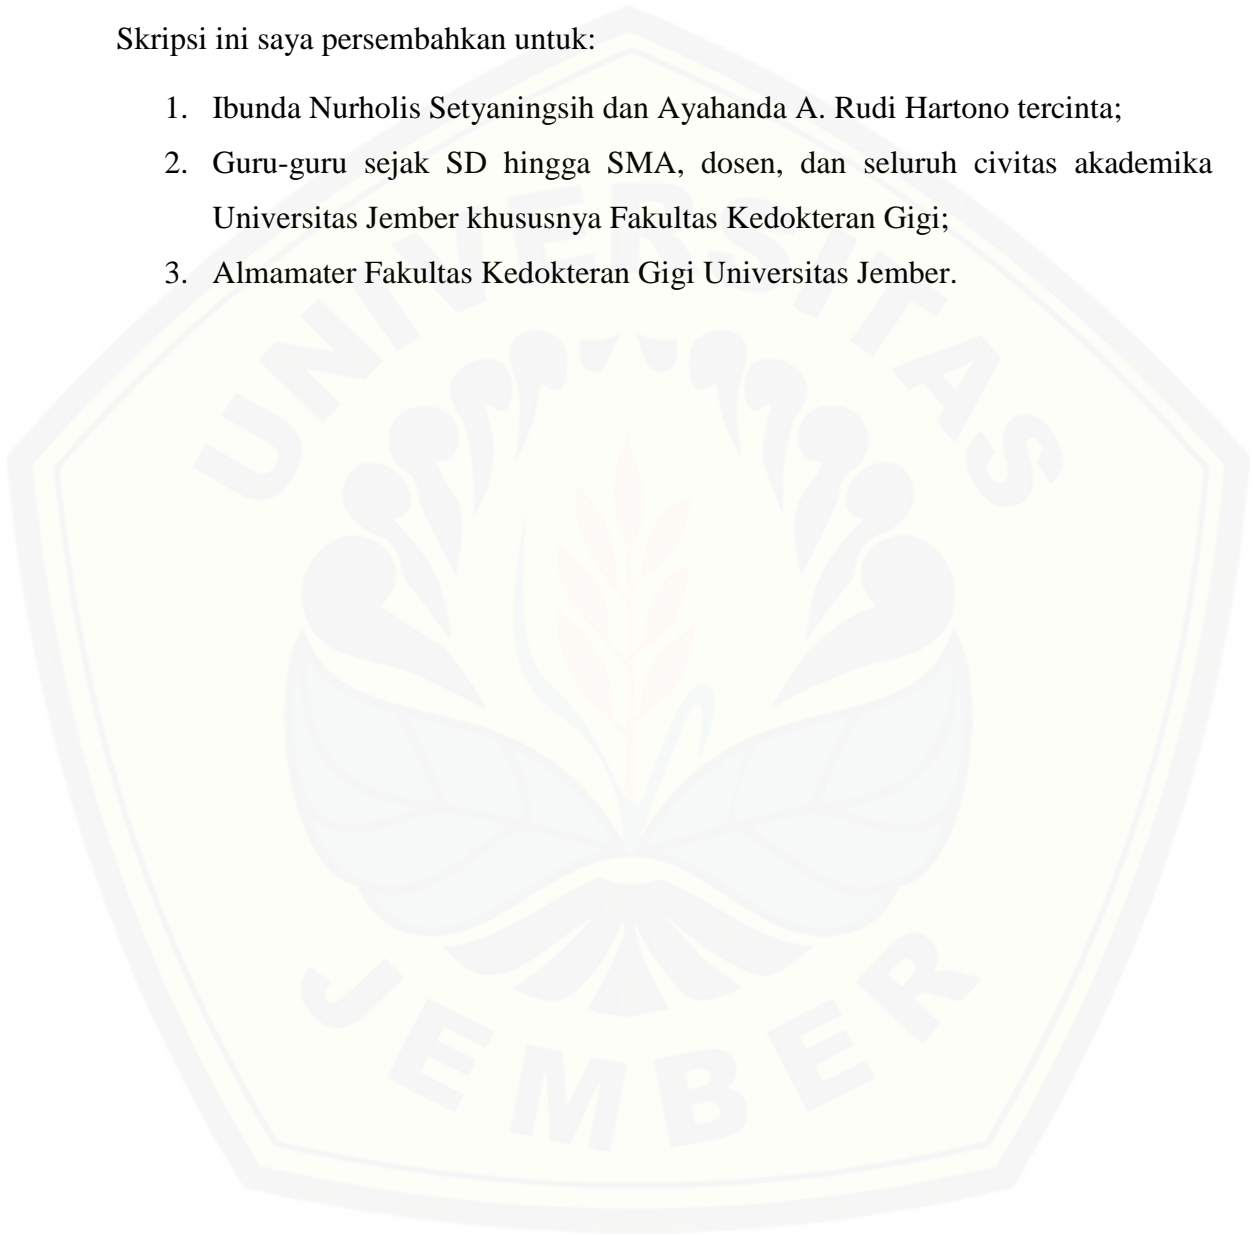 Skripsi ini saya persembahkan untuk:
1. Ibunda Nurholis Setyaningsih dan Ayahanda A. Rudi Hartono tercinta;
2. Guru-guru sejak SD hingga SMA, dosen, dan seluruh civitas akademika
Universitas Jember khususnya Fakultas Kedokteran Gigi;
3. Almamater Fakultas Kedokteran Gigi Universitas Jember.
UNIVERSITAS
JEMBER